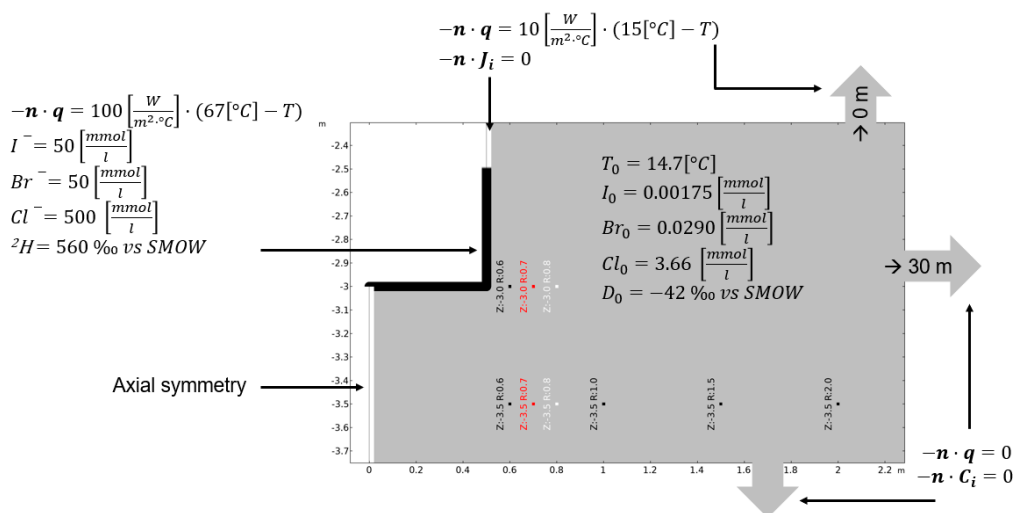 −n · q = 10 [W/m²·°C] · (15[°C] − T)
−n · Jᵢ = 0
−n · q = 100 [W/m²·°C] · (67[°C] − T)
I⁻ = 50 [mmol/l]
Br⁻ = 50 [mmol/l]
Cl⁻ = 500 [mmol/l]
²H = 560 ‰ vs SMOW
Axial symmetry
m
-2.4
-2.5
-2.6
-2.7
-2.8
-2.9
-3
-3.1
-3.2
-3.3
-3.4
-3.5
-3.6
-3.7
T₀ = 14.7[°C]
I₀ = 0.00175 [mmol/l]
Br₀ = 0.0290 [mmol/l]
Cl₀ = 3.66 [mmol/l]
D₀ = −42 ‰ vs SMOW
→ 0 m
→ 30 m
Z:-3.0 R:0.6
Z:-3.0 R:0.7
Z:-3.0 R:0.8
Z:-3.5 R:0.6
Z:-3.5 R:0.7
Z:-3.5 R:0.8
Z:-3.5 R:1.0
Z:-3.5 R:1.5
Z:-3.5 R:2.0
0 0.2 0.4 0.6 0.8 1 1.2 1.4 1.6 1.8 2 2.2 m
−n · q = 0
−n · Cᵢ = 0